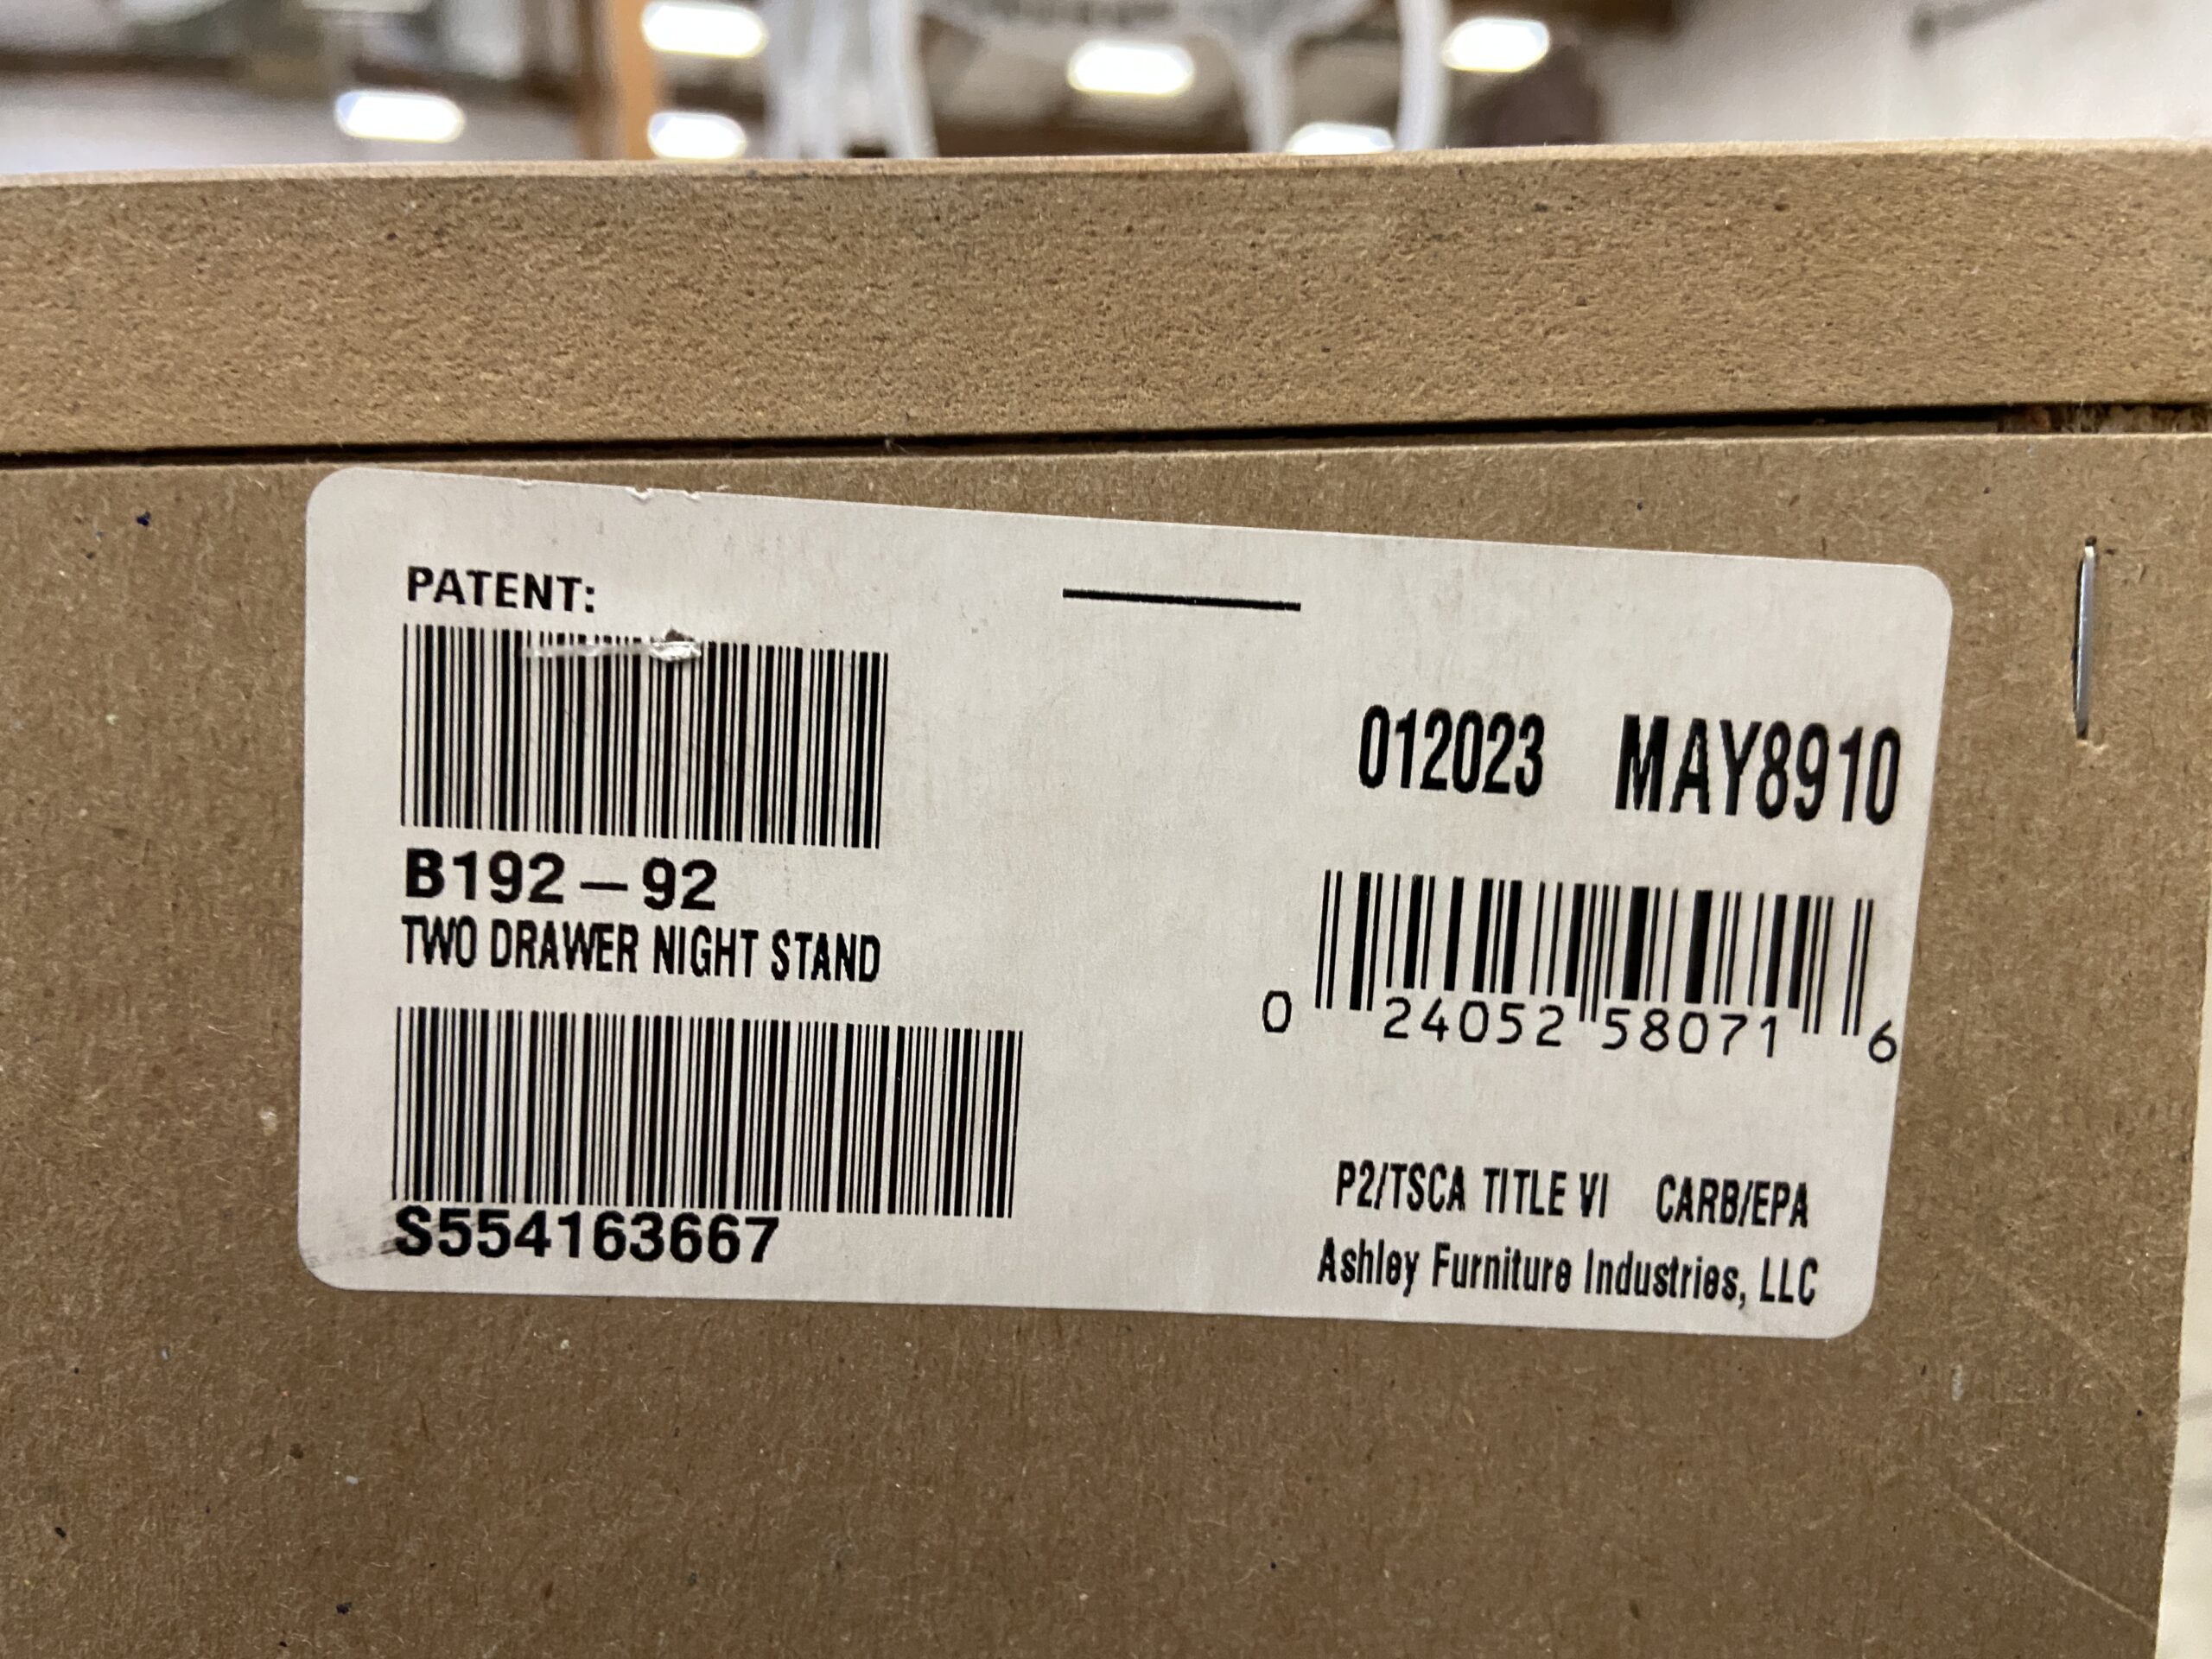 PATENT:
012023 MAY8910
B192-92
TWO DRAWER NIGHT STAND
0 24052 58071 6
S554163667
P2/TSCA TITLE VI CARB/EPA
Ashley Furniture Industries, LLC